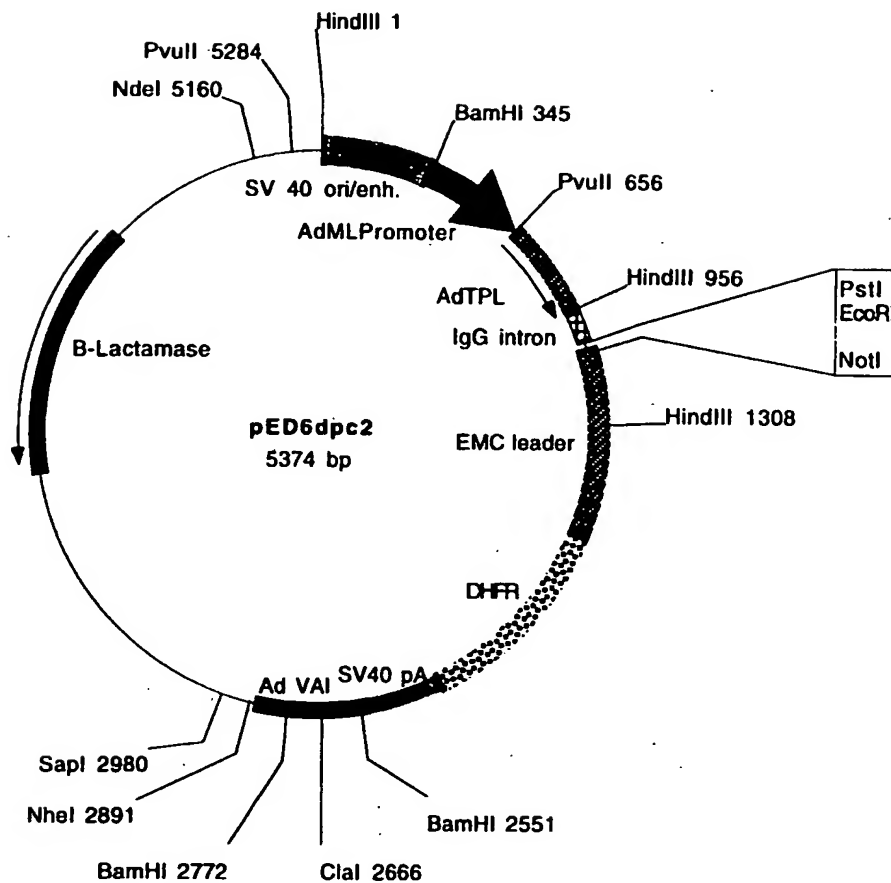 HindIII 1
PvuII 5284
NdeI 5160
BamHI 345
SV 40 ori/enh.
PvuII 656
AdMLPromoter
HindIII 956
AdTPL
PstI
EcoR
IgG intron
NotI
B-Lactamase
HindIII 1308
pED6dpc2
EMC leader
5374 bp
DHFR
SV40 pA
Ad VAI
SapI 2980
NheI 2891
BamHI 2551
BamHI 2772
ClaI 2666